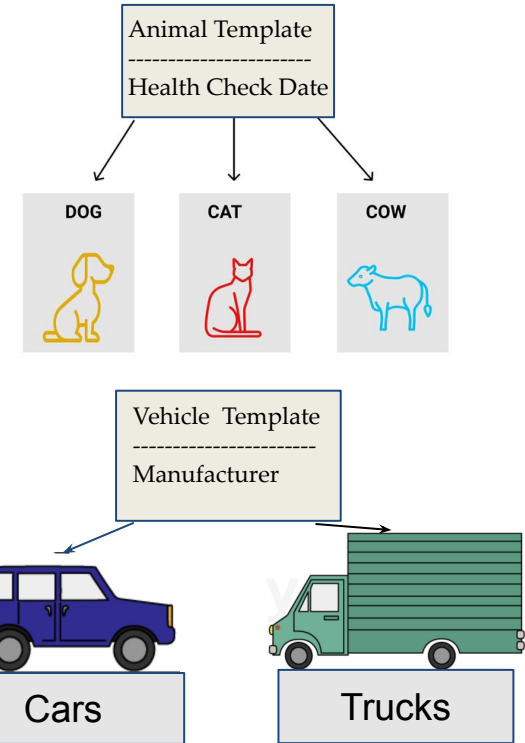 Animal Template
-----------------------
Health Check Date
DOG CAT COW
Vehicle Template
-----------------------
Manufacturer
Cars
Trucks